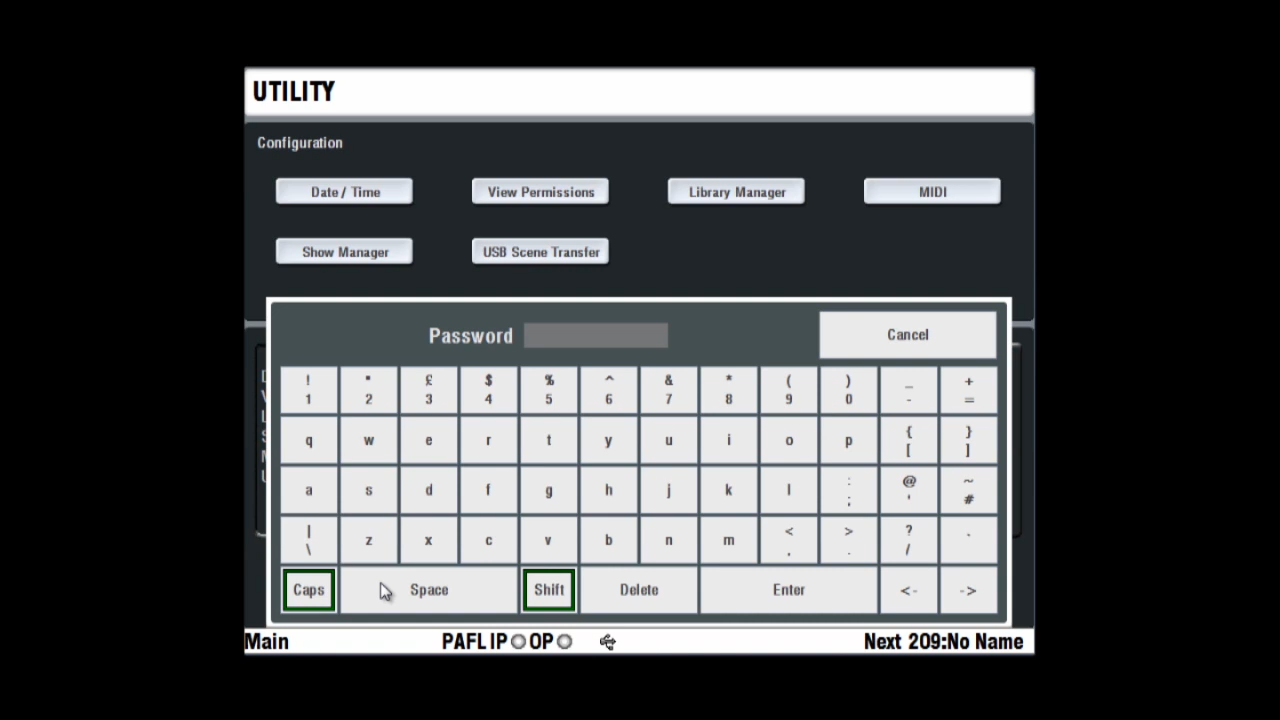 UTILITY
Configuration
Date / Time View Permissions Library Manager MIDI
Show Manager USB Scene Transfer
Password Cancel
! " £ $ % ^ & * ( ) _ +
1 2 3 4 5 6 7 8 9 0 - =
q w e r t y u i o p { }
[ ]
a s d f g h j k l : @ ~
; ' #
| z x c v b n m < > ? .
\ , . /
Caps Space Shift Delete Enter <- ->
Main PAFL IP OP Next 209:No Name